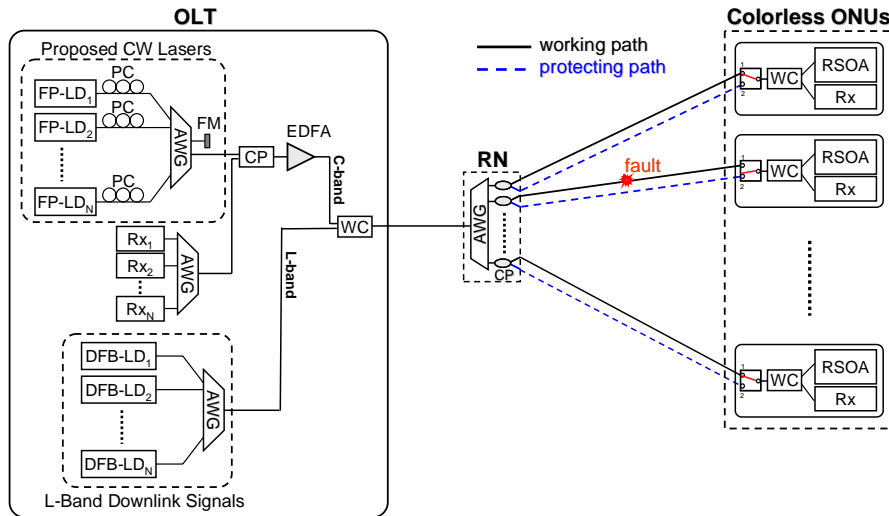 OLT
Proposed CW Lasers
PC
FP-LD1
PC
FP-LD2
PC
FP-LDN
AWG
FM
CP
EDFA
C-band
Rx1
Rx2
RxN
AWG
WC
L-band
DFB-LD1
DFB-LD2
DFB-LDN
AWG
L-Band Downlink Signals
working path
protecting path
RN
AWG
CP
fault
Colorless ONUs
1
2
WC
RSOA
Rx
1
2
WC
RSOA
Rx
1
2
WC
RSOA
Rx